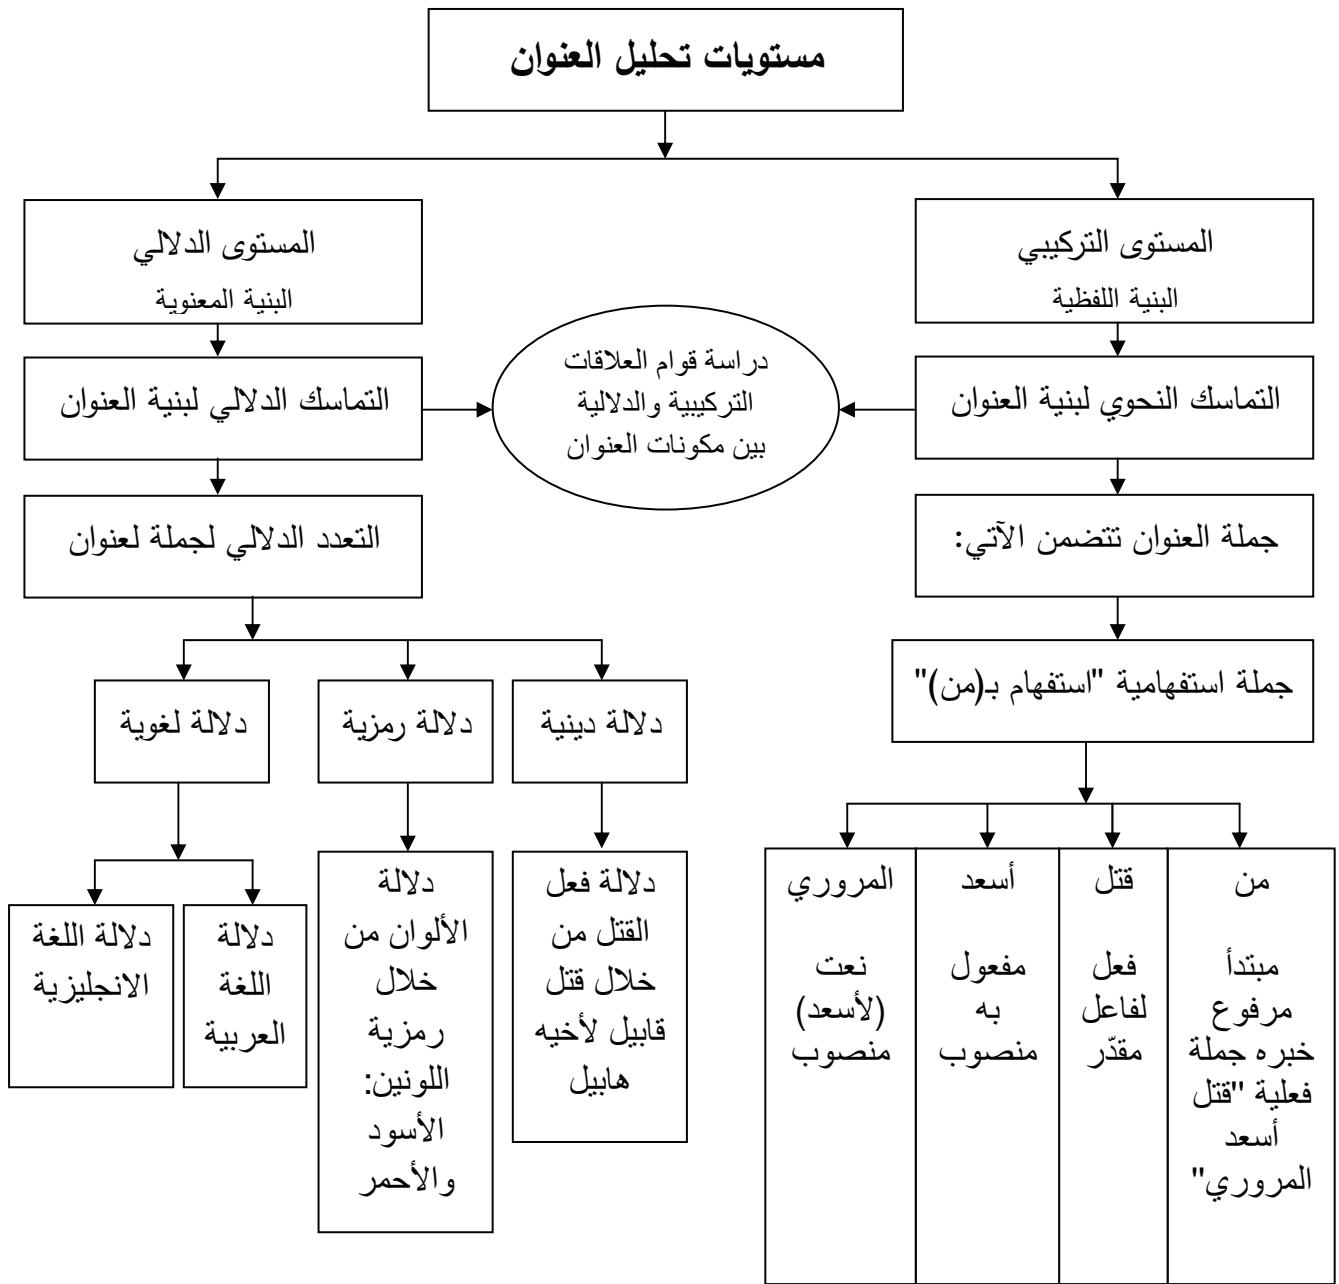 مستويات تحليل العنوان
المستوى التركيبي
البنية اللفظية
المستوى الدلالي
البنية المعنوية
دراسة قوام العلاقات
التركيبية والدلالية
بين مكونات العنوان
التماسك النحوي لبنية العنوان
التماسك الدلالي لبنية العنوان
جملة العنوان تتضمن الآتي:
التعدد الدلالي لجملة لعنوان
جملة استفهامية "استفهام بـ(من)"
دلالة دينية
دلالة رمزية
دلالة لغوية
من
مبتدأ
مرفوع
خبره جملة
فعلية "قتل
أسعد
المروري"
قتل
فعل
لفاعل
مقدّر
أسعد
مفعول
به
منصوب
المروري
نعت
(لأسعد)
منصوب
دلالة فعل
القتل من
خلال قتل
قابيل لأخيه
هابيل
دلالة
الألوان من
خلال
رمزية
اللونين:
الأسود
والأحمر
دلالة
اللغة
العربية
دلالة اللغة
الانجليزية